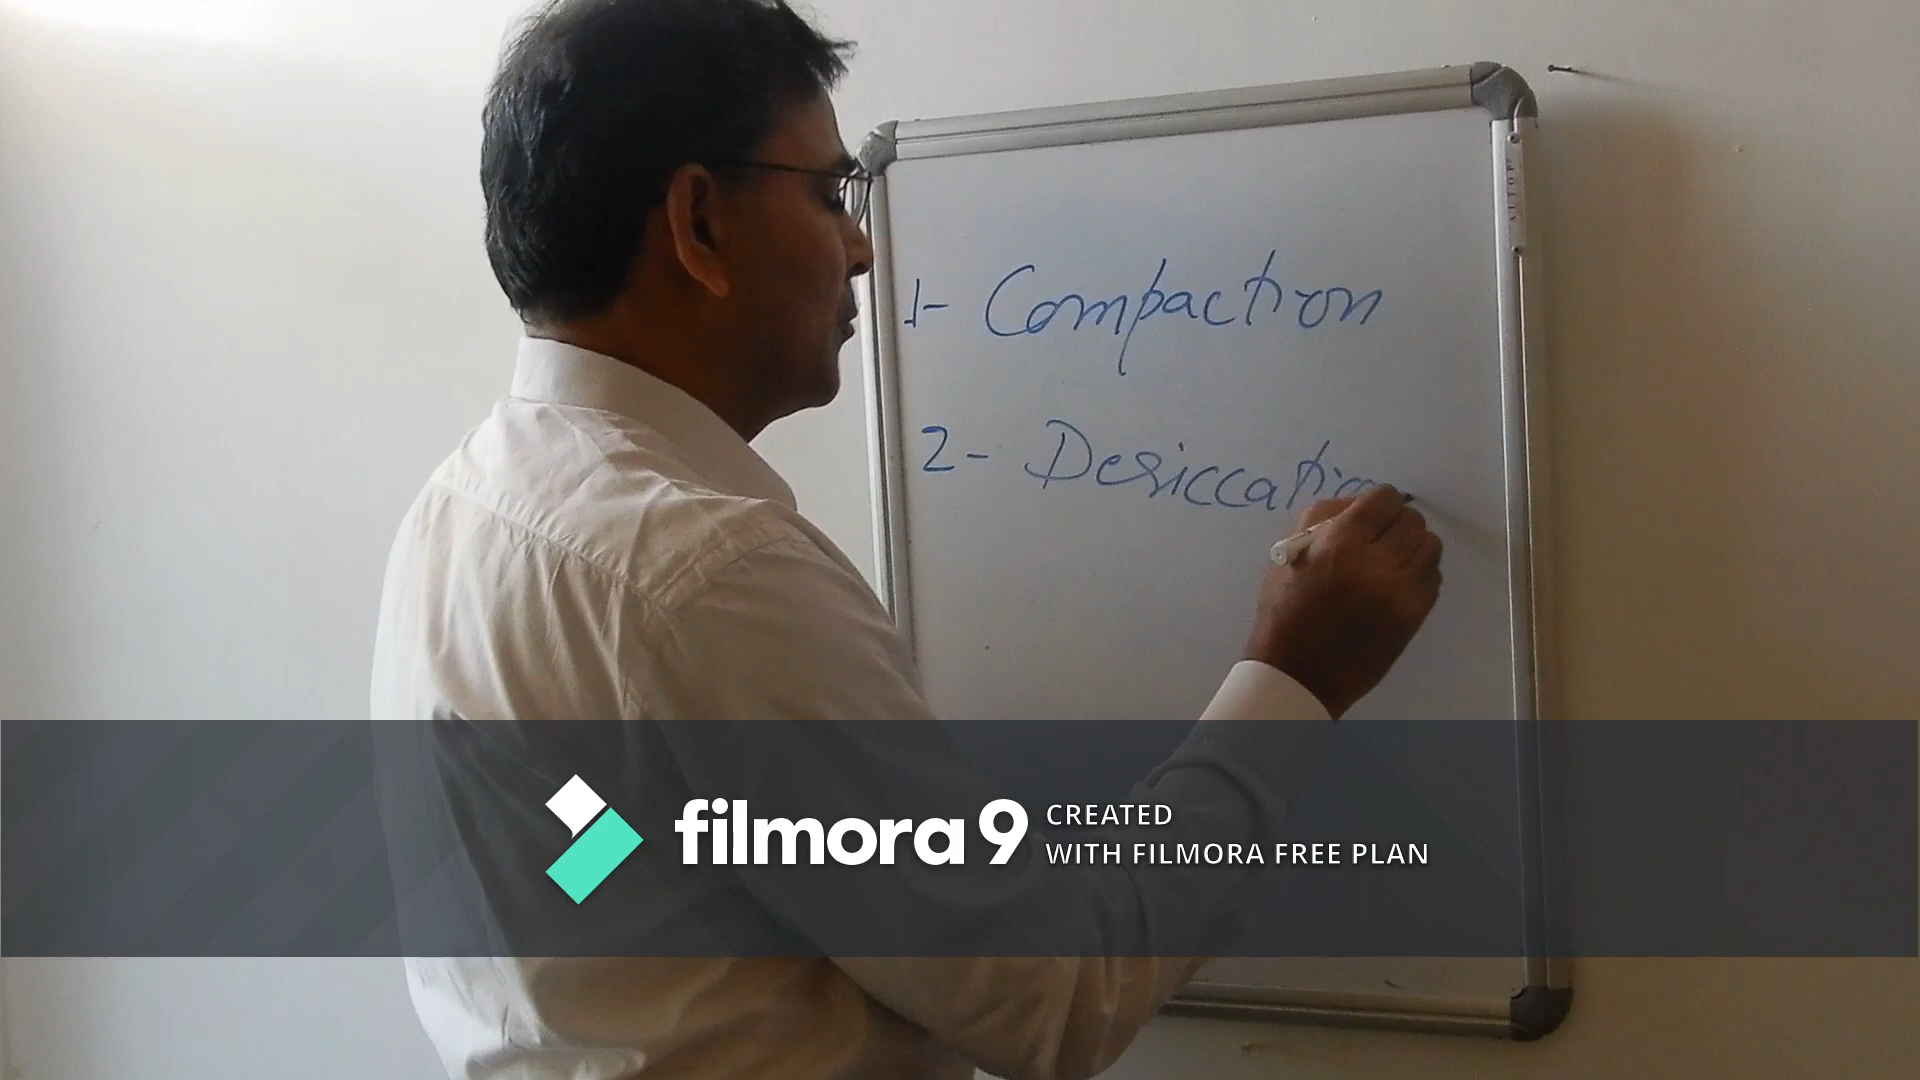 1- Compaction
2- Desiccation
filmora 9
CREATED
WITH FILMORA FREE PLAN